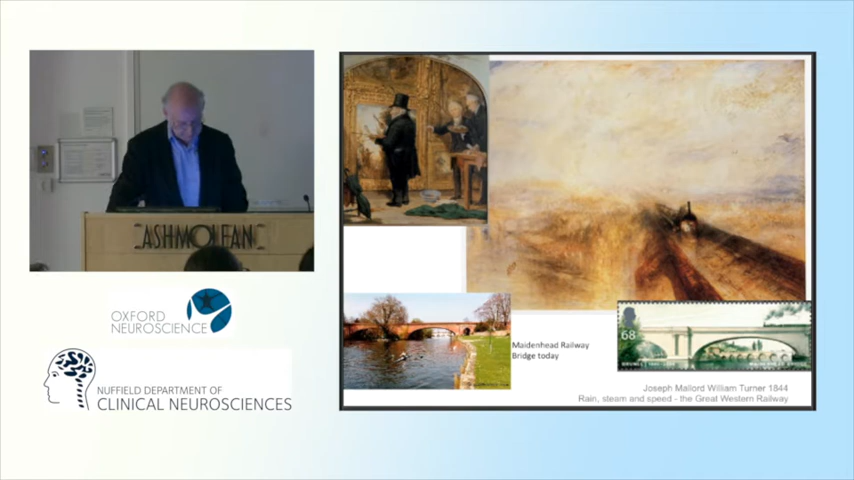 ASHMOLEAN
OXFORD
NEUROSCIENCE
NUFFIELD DEPARTMENT OF
CLINICAL NEUROSCIENCES
68
Maidenhead Railway
Bridge today
Joseph Mallord William Turner 1844
Rain, steam and speed - the Great Western Railway